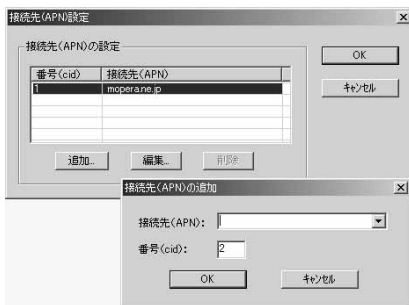 接続先(APN)設定
接続先(APN)の設定
番号(cid) 接続先(APN)
1 mopera.ne.jp
追加... 編集... 削除
OK
キャンセル
接続先(APN)の追加
接続先(APN):
番号(cid): 2
OK キャンセル